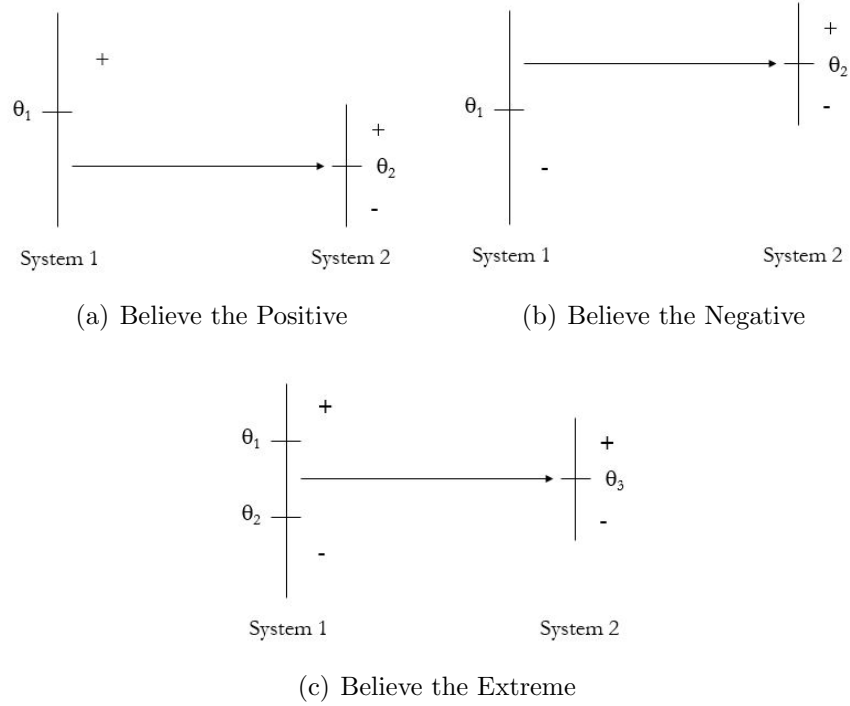 +
θ₁
+
θ₂
-
System 1 System 2
(a) Believe the Positive
+
θ₂
θ₁
-
-
System 1 System 2
(b) Believe the Negative
+
θ₁
+
θ₃
θ₂
-
-
System 1 System 2
(c) Believe the Extreme